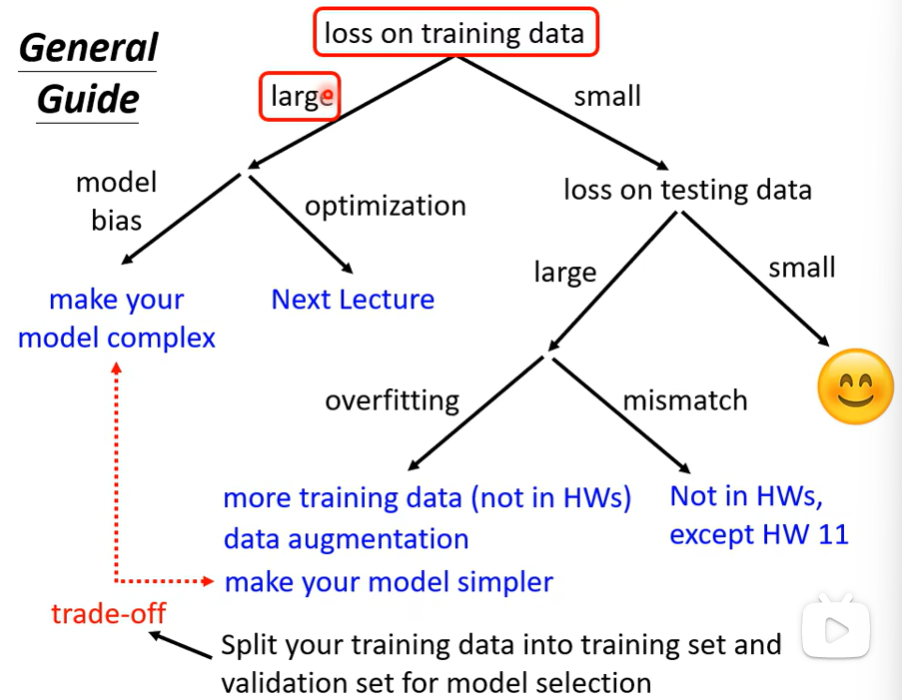 General
Guide
loss on training data
large
small
model
bias
optimization
loss on testing data
large
small
make your
model complex
Next Lecture
overfitting
mismatch
more training data (not in HWs)
data augmentation
make your model simpler
Not in HWs,
except HW 11
trade-off
Split your training data into training set and
validation set for model selection